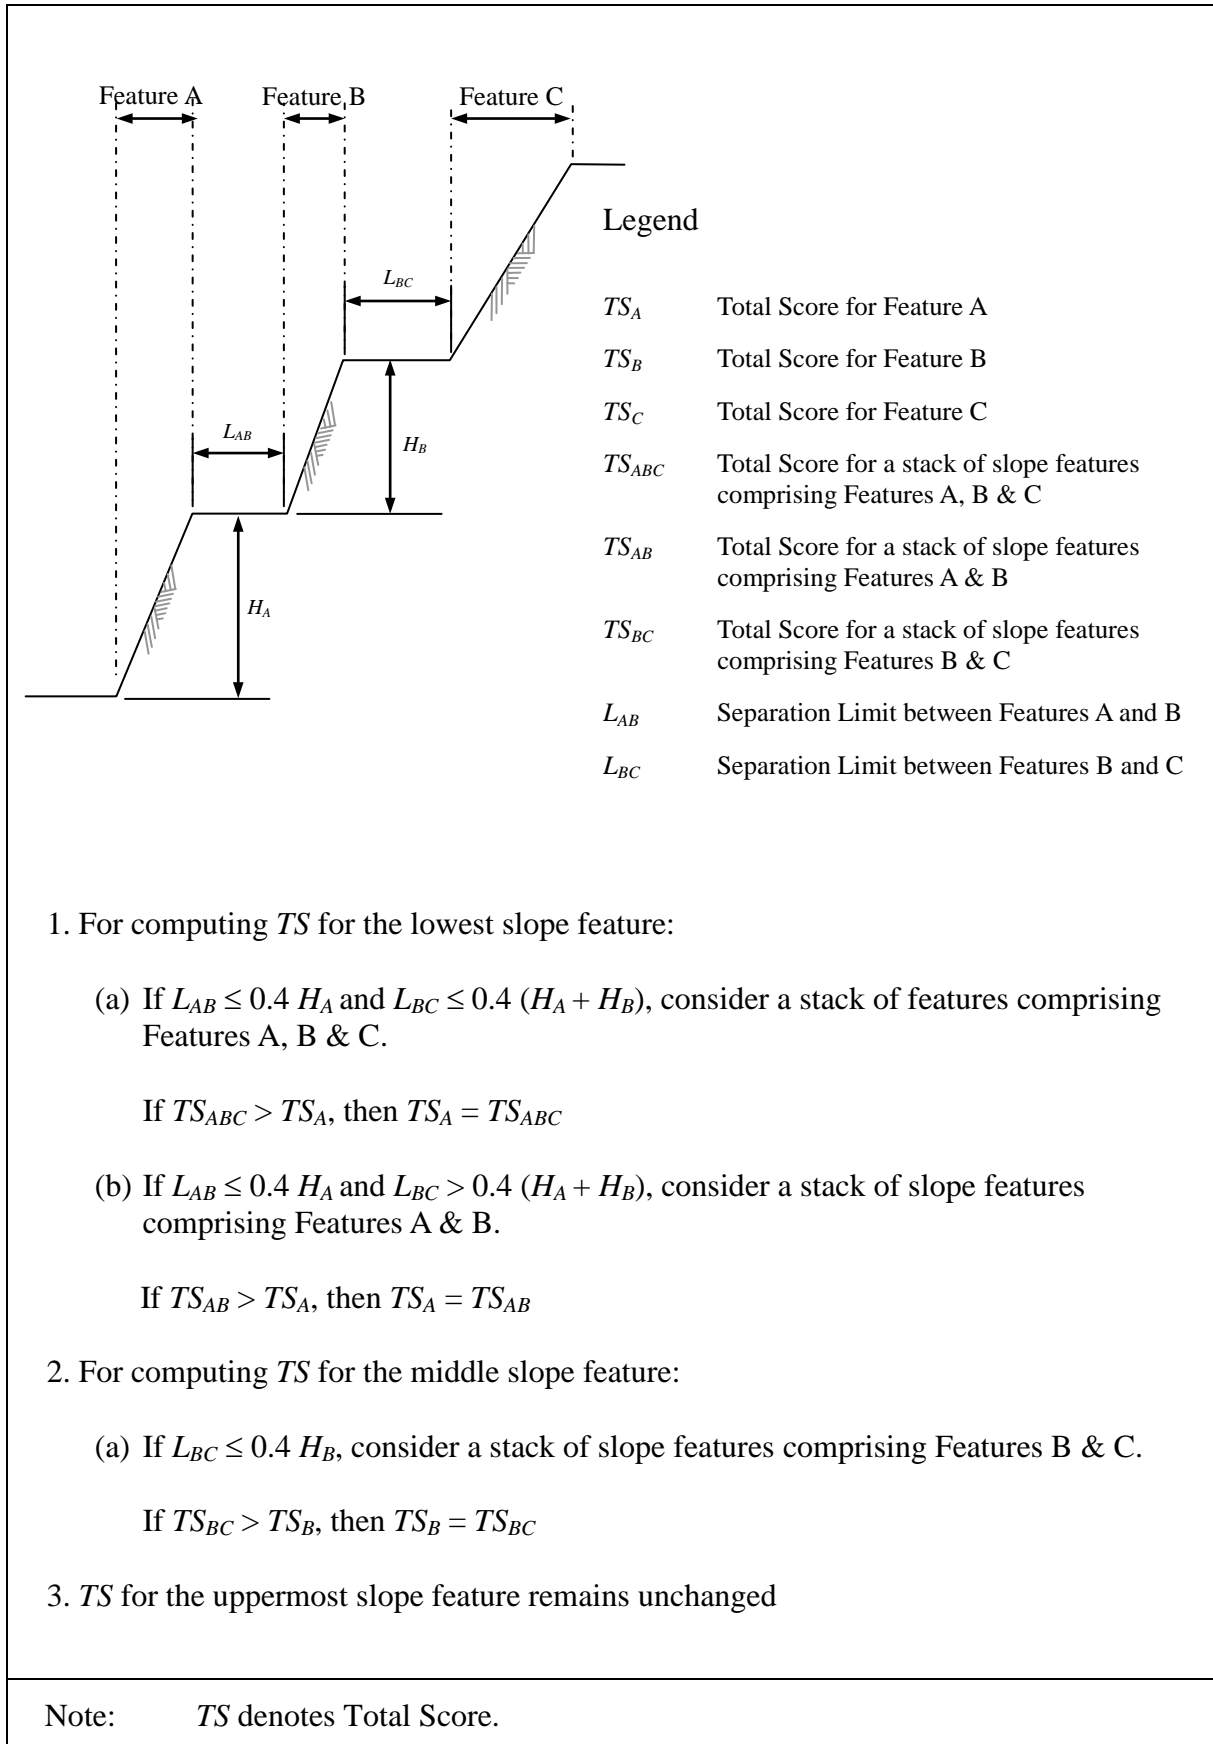 Feature A Feature B Feature C
Legend
L_BC
TS_A Total Score for Feature A
TS_B Total Score for Feature B
TS_C Total Score for Feature C
L_AB
H_B
TS_ABC Total Score for a stack of slope features
comprising Features A, B & C
TS_AB Total Score for a stack of slope features
comprising Features A & B
H_A
TS_BC Total Score for a stack of slope features
comprising Features B & C
L_AB Separation Limit between Features A and B
L_BC Separation Limit between Features B and C
1. For computing TS for the lowest slope feature:
(a) If L_AB ≤ 0.4 H_A and L_BC ≤ 0.4 (H_A + H_B), consider a stack of features comprising
Features A, B & C.
If TS_ABC > TS_A, then TS_A = TS_ABC
(b) If L_AB ≤ 0.4 H_A and L_BC > 0.4 (H_A + H_B), consider a stack of slope features
comprising Features A & B.
If TS_AB > TS_A, then TS_A = TS_AB
2. For computing TS for the middle slope feature:
(a) If L_BC ≤ 0.4 H_B, consider a stack of slope features comprising Features B & C.
If TS_BC > TS_B, then TS_B = TS_BC
3. TS for the uppermost slope feature remains unchanged
Note: TS denotes Total Score.